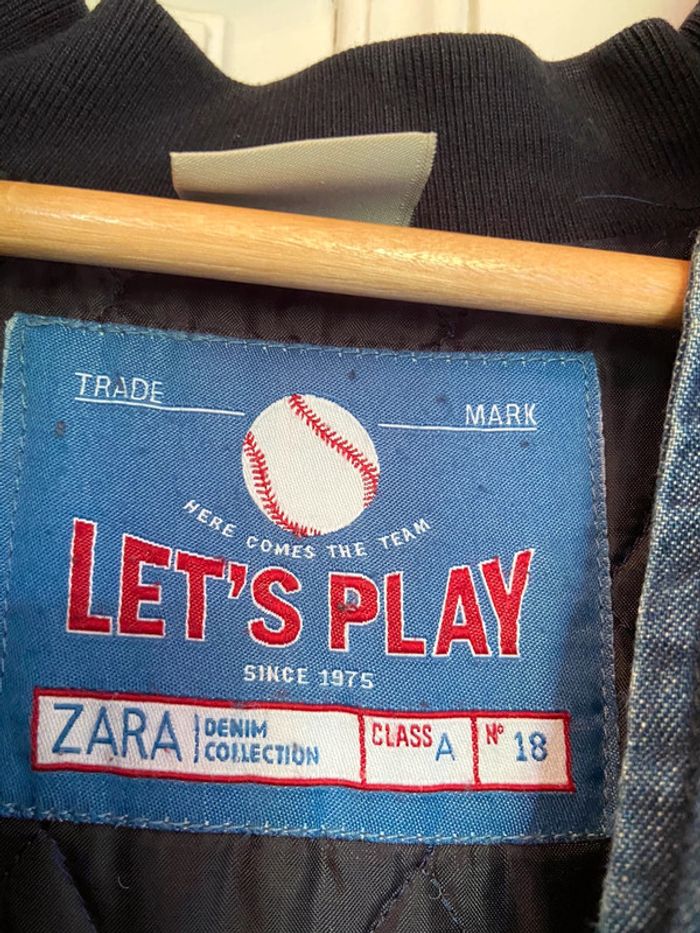 TRADE MARK
HERE COMES THE TEAM
LET'S PLAY
SINCE 1975
ZARA DENIM COLLECTION CLASS A Nº 18